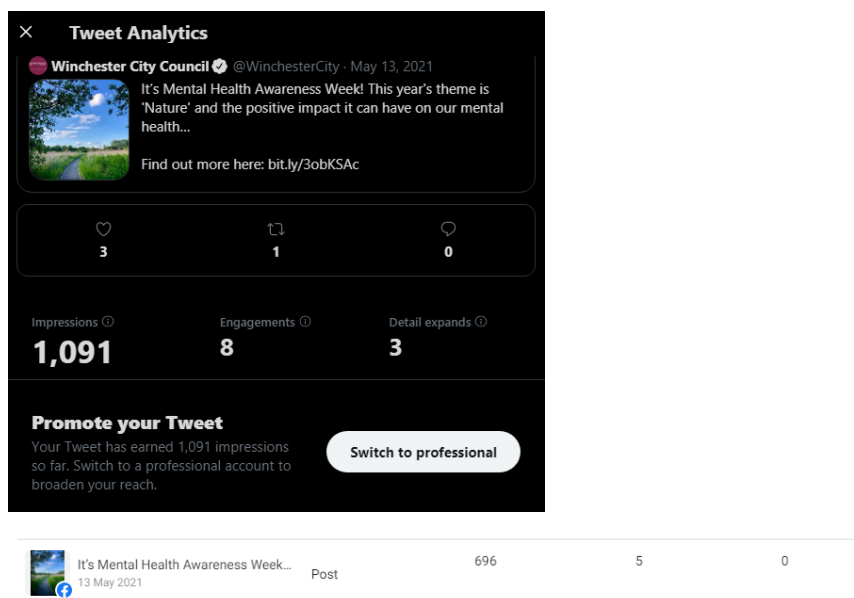 Tweet Analytics
Winchester City Council @WinchesterCity · May 13, 2021
It's Mental Health Awareness Week! This year's theme is
'Nature' and the positive impact it can have on our mental
health...
Find out more here: bit.ly/3obKSAc
3 1 0
Impressions Engagements Detail expands
1,091 8 3
Promote your Tweet
Your Tweet has earned 1,091 impressions
so far. Switch to a professional account to
broaden your reach.
Switch to professional
It's Mental Health Awareness Week... Post 696 5 0
13 May 2021